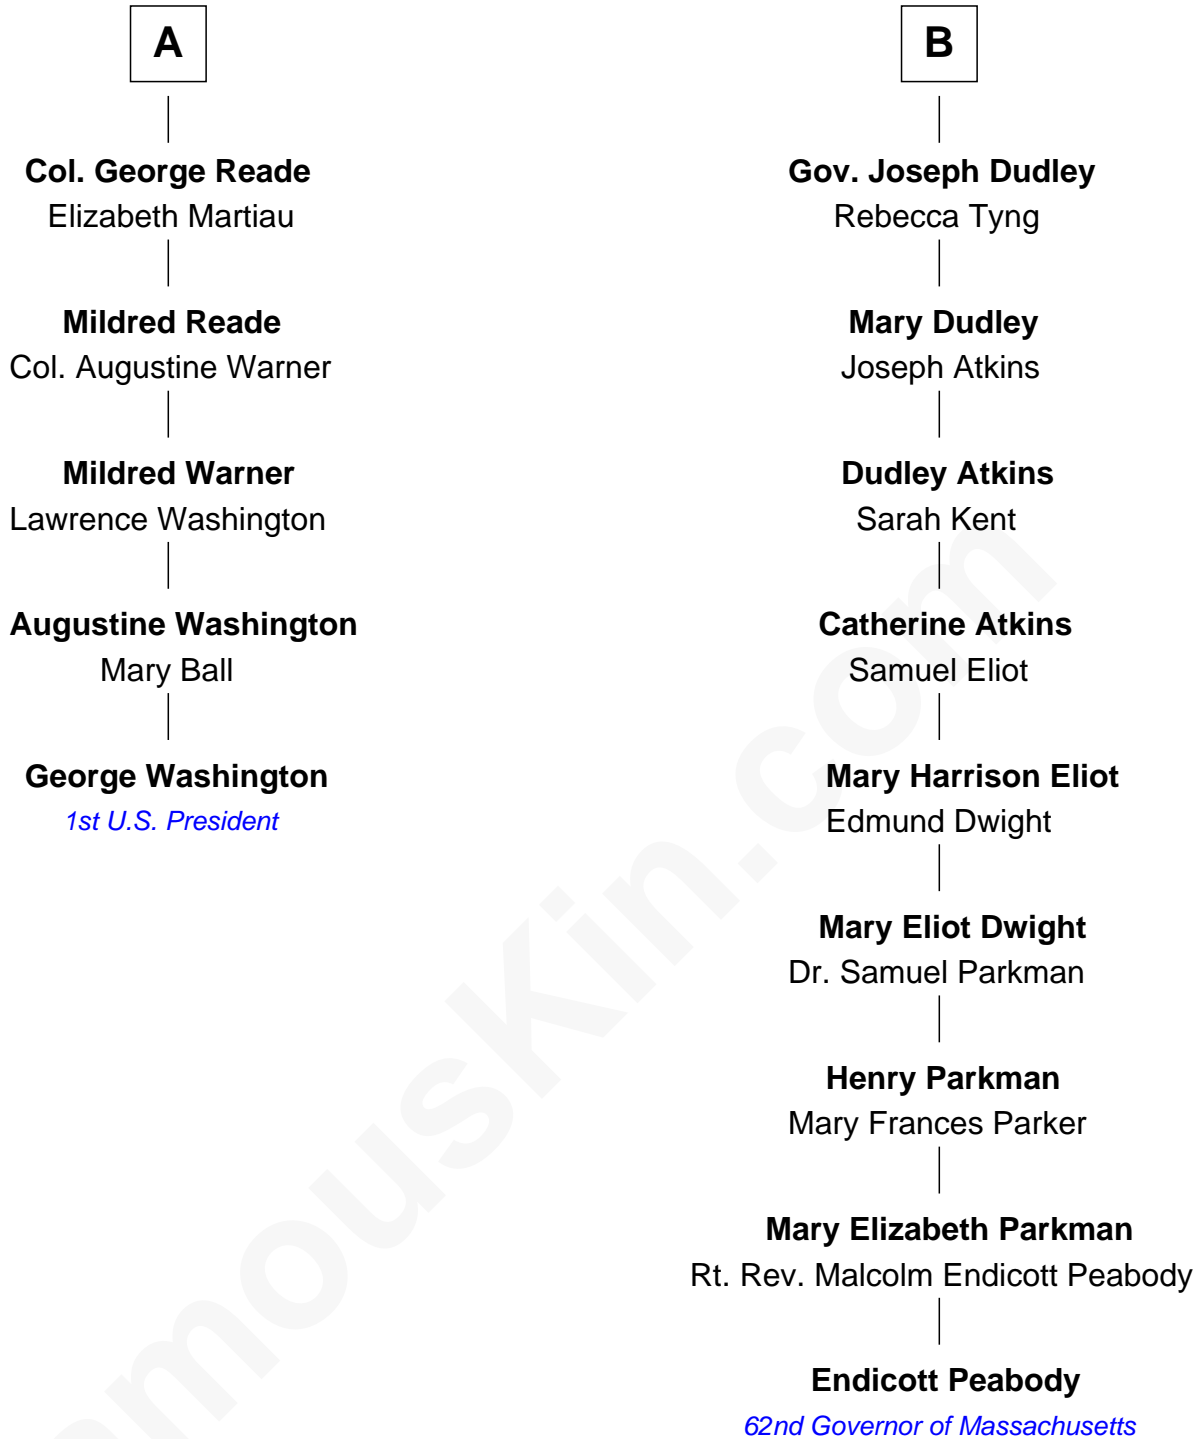 A
Col. George Reade
Elizabeth Martiau
Mildred Reade
Col. Augustine Warner
Mildred Warner
Lawrence Washington
Augustine Washington
Mary Ball
George Washington
1st U.S. President
B
Gov. Joseph Dudley
Rebecca Tyng
Mary Dudley
Joseph Atkins
Dudley Atkins
Sarah Kent
Catherine Atkins
Samuel Eliot
Mary Harrison Eliot
Edmund Dwight
Mary Eliot Dwight
Dr. Samuel Parkman
Henry Parkman
Mary Frances Parker
Mary Elizabeth Parkman
Rt. Rev. Malcolm Endicott Peabody
Endicott Peabody
62nd Governor of Massachusetts
amousKin.com